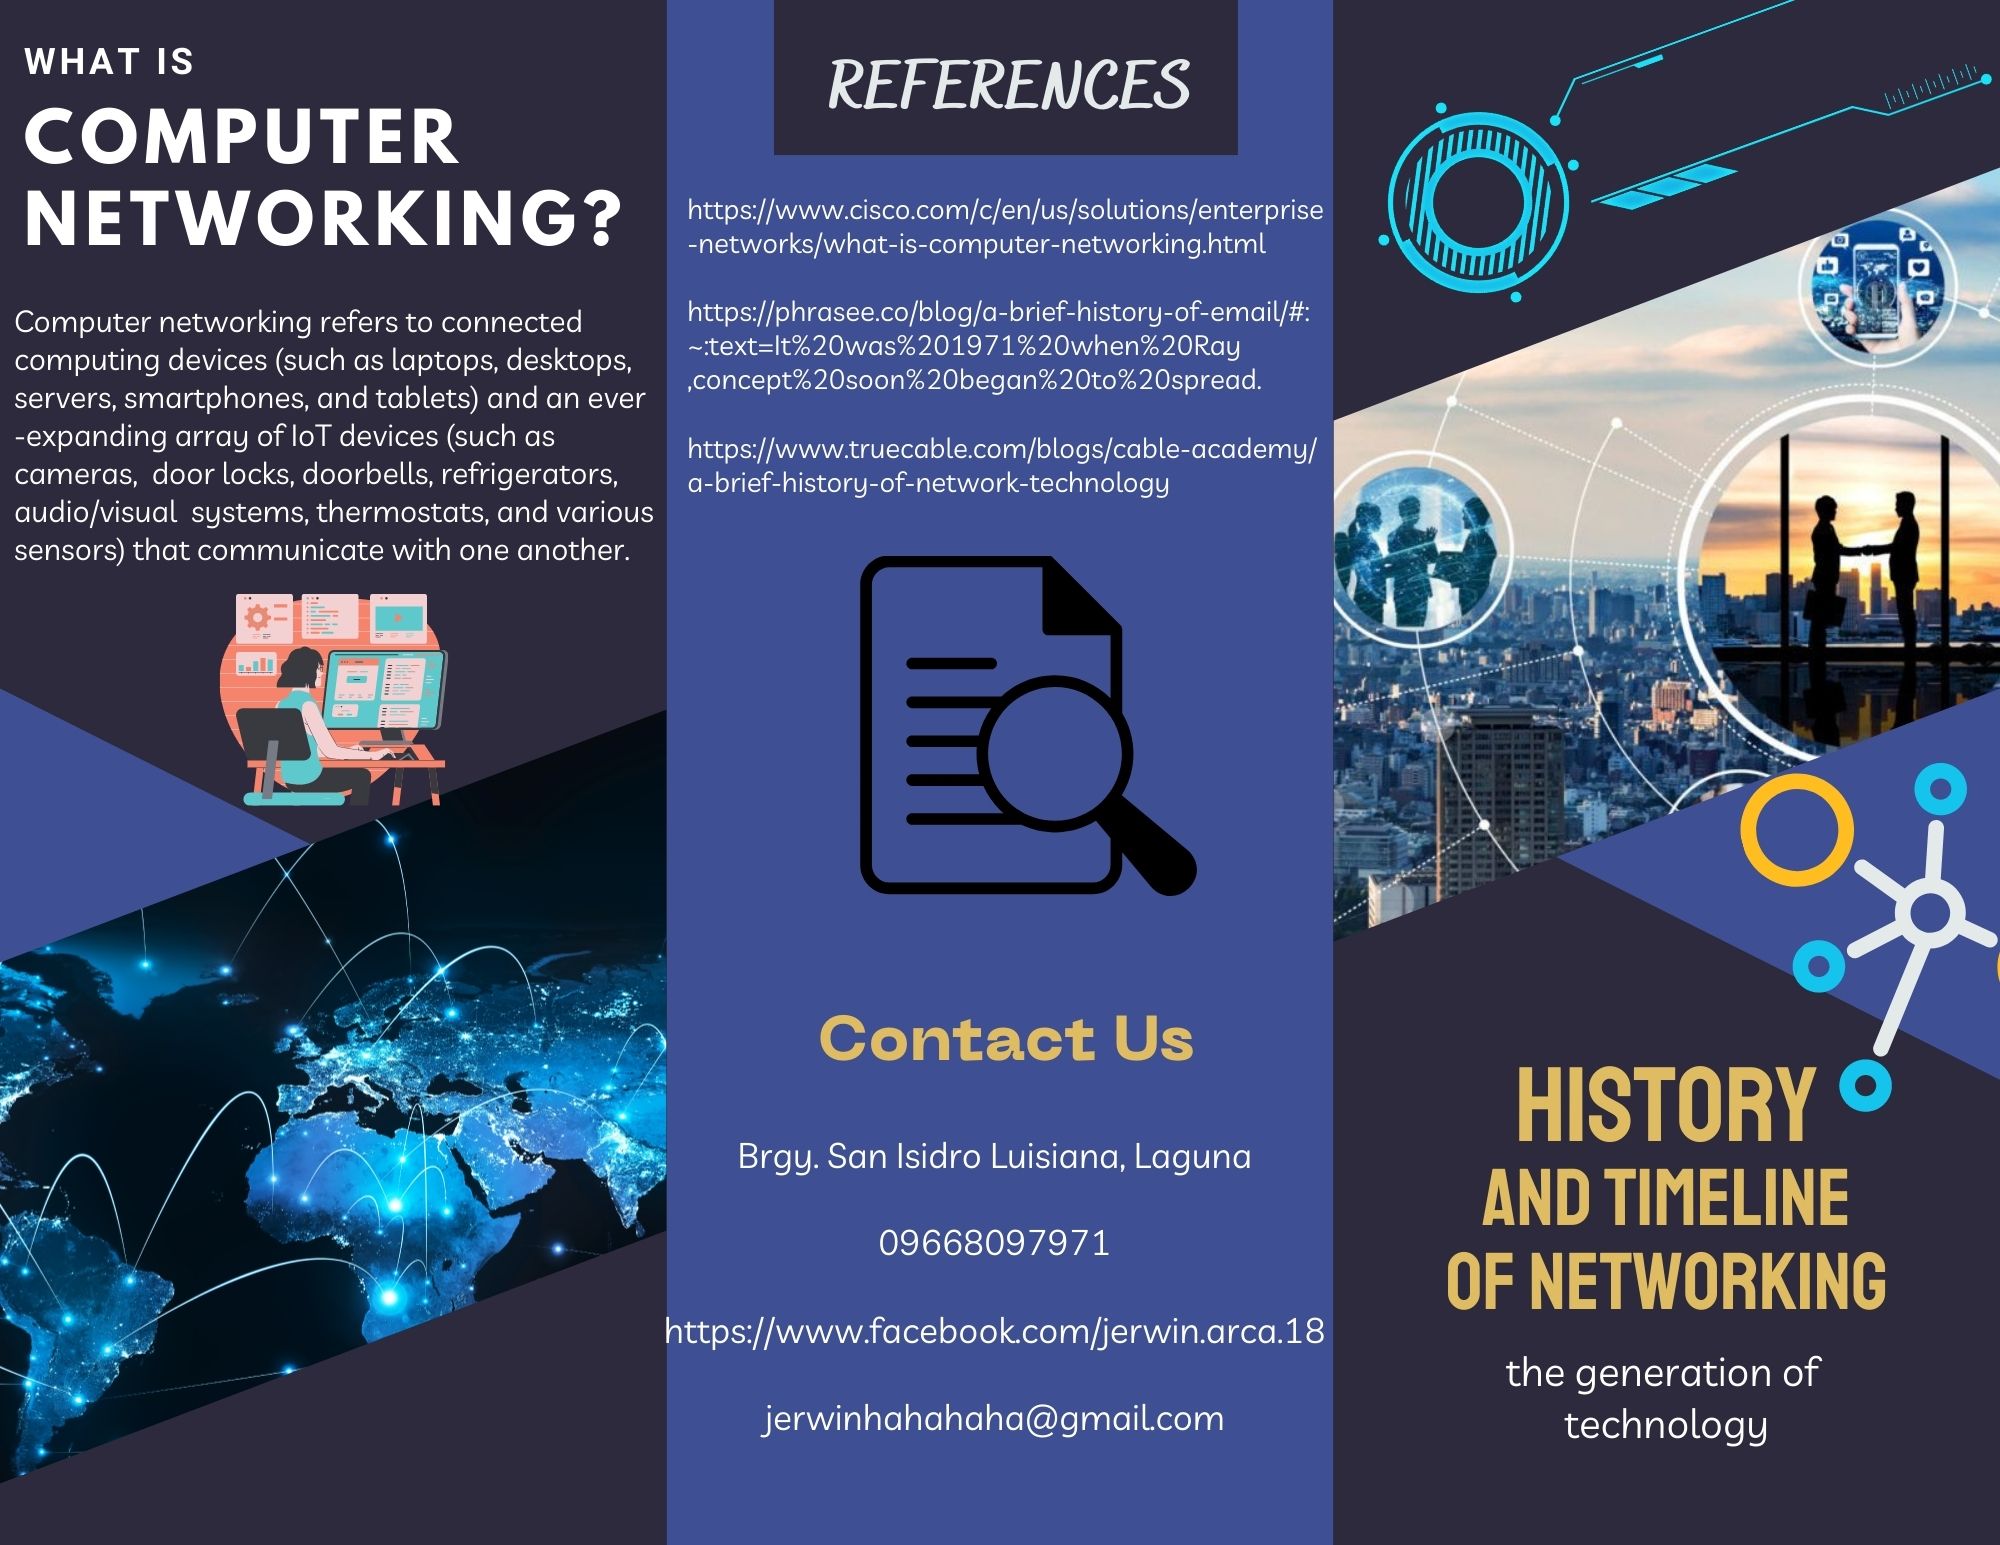 WHAT IS
COMPUTER
NETWORKING?
Computer networking refers to connected
computing devices (such as laptops, desktops,
servers, smartphones, and tablets) and an ever
-expanding array of IoT devices (such as
cameras,  door locks, doorbells, refrigerators,
audio/visual  systems, thermostats, and various
sensors) that communicate with one another.
REFERENCES
https://www.cisco.com/c/en/us/solutions/enterprise
-networks/what-is-computer-networking.html
https://phrasee.co/blog/a-brief-history-of-email/#:
~:text=It%20was%201971%20when%20Ray
,concept%20soon%20began%20to%20spread.
https://www.truecable.com/blogs/cable-academy/
a-brief-history-of-network-technology
Contact Us
Brgy. San Isidro Luisiana, Laguna
09668097971
https://www.facebook.com/jerwin.arca.18
jerwinhahahaha@gmail.com
HISTORY
AND TIMELINE
OF NETWORKING
the generation of
technology